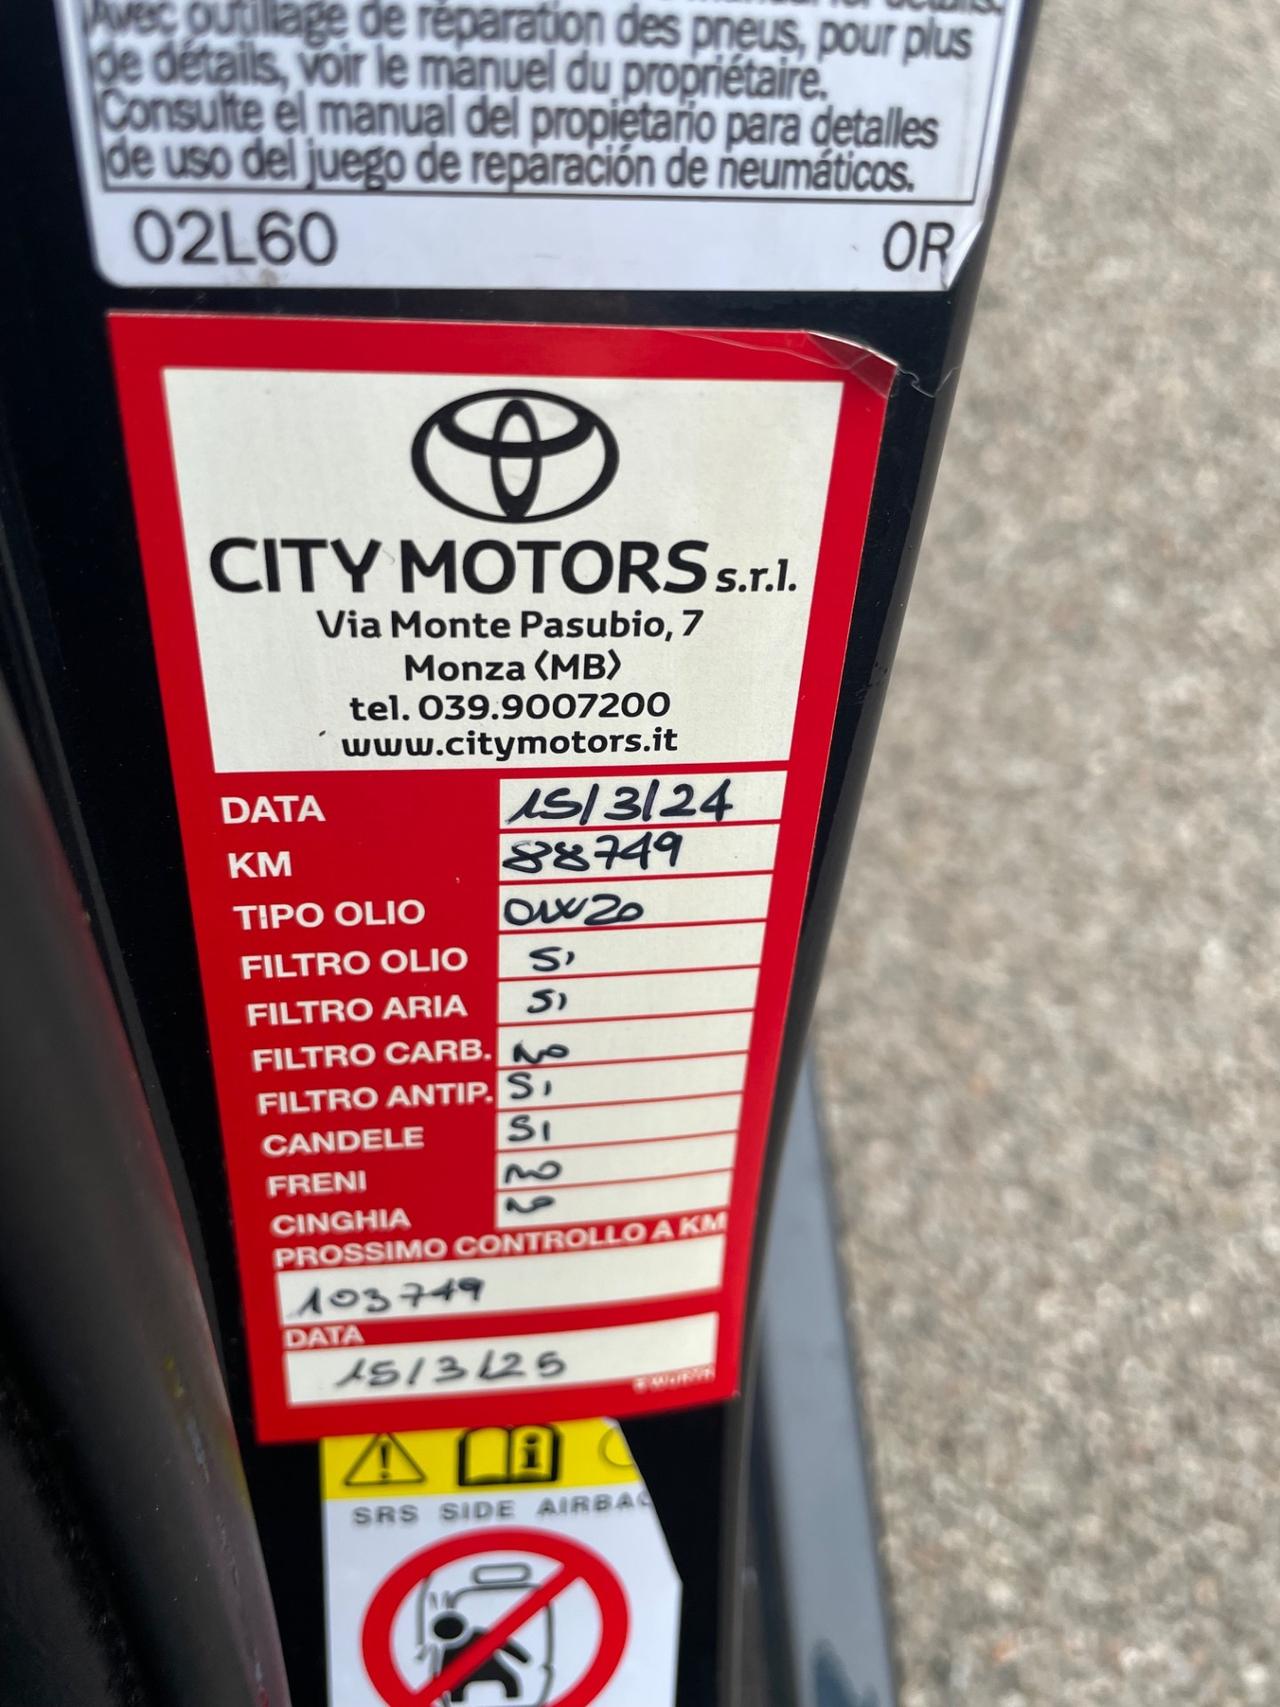 Avec outillage de réparation des pneus, pour plus
de détails, voir le manuel du propriétaire.
Consulte el manual del propietario para detalles
de uso del juego de reparación de neumáticos.
02L60 0R
CITY MOTORS s.r.l.
Via Monte Pasubio, 7
Monza (MB)
tel. 039.9007200
www.citymotors.it
DATA 15/3/24
KM 88749
TIPO OLIO 0W20
FILTRO OLIO SI
FILTRO ARIA SI
FILTRO CARB. NO
FILTRO ANTIP. SI
CANDELE SI
FRENI NO
CINGHIA NO
PROSSIMO CONTROLLO A KM
103749
DATA
15/3/25
WÜRTH
SRS SIDE AIRBAG